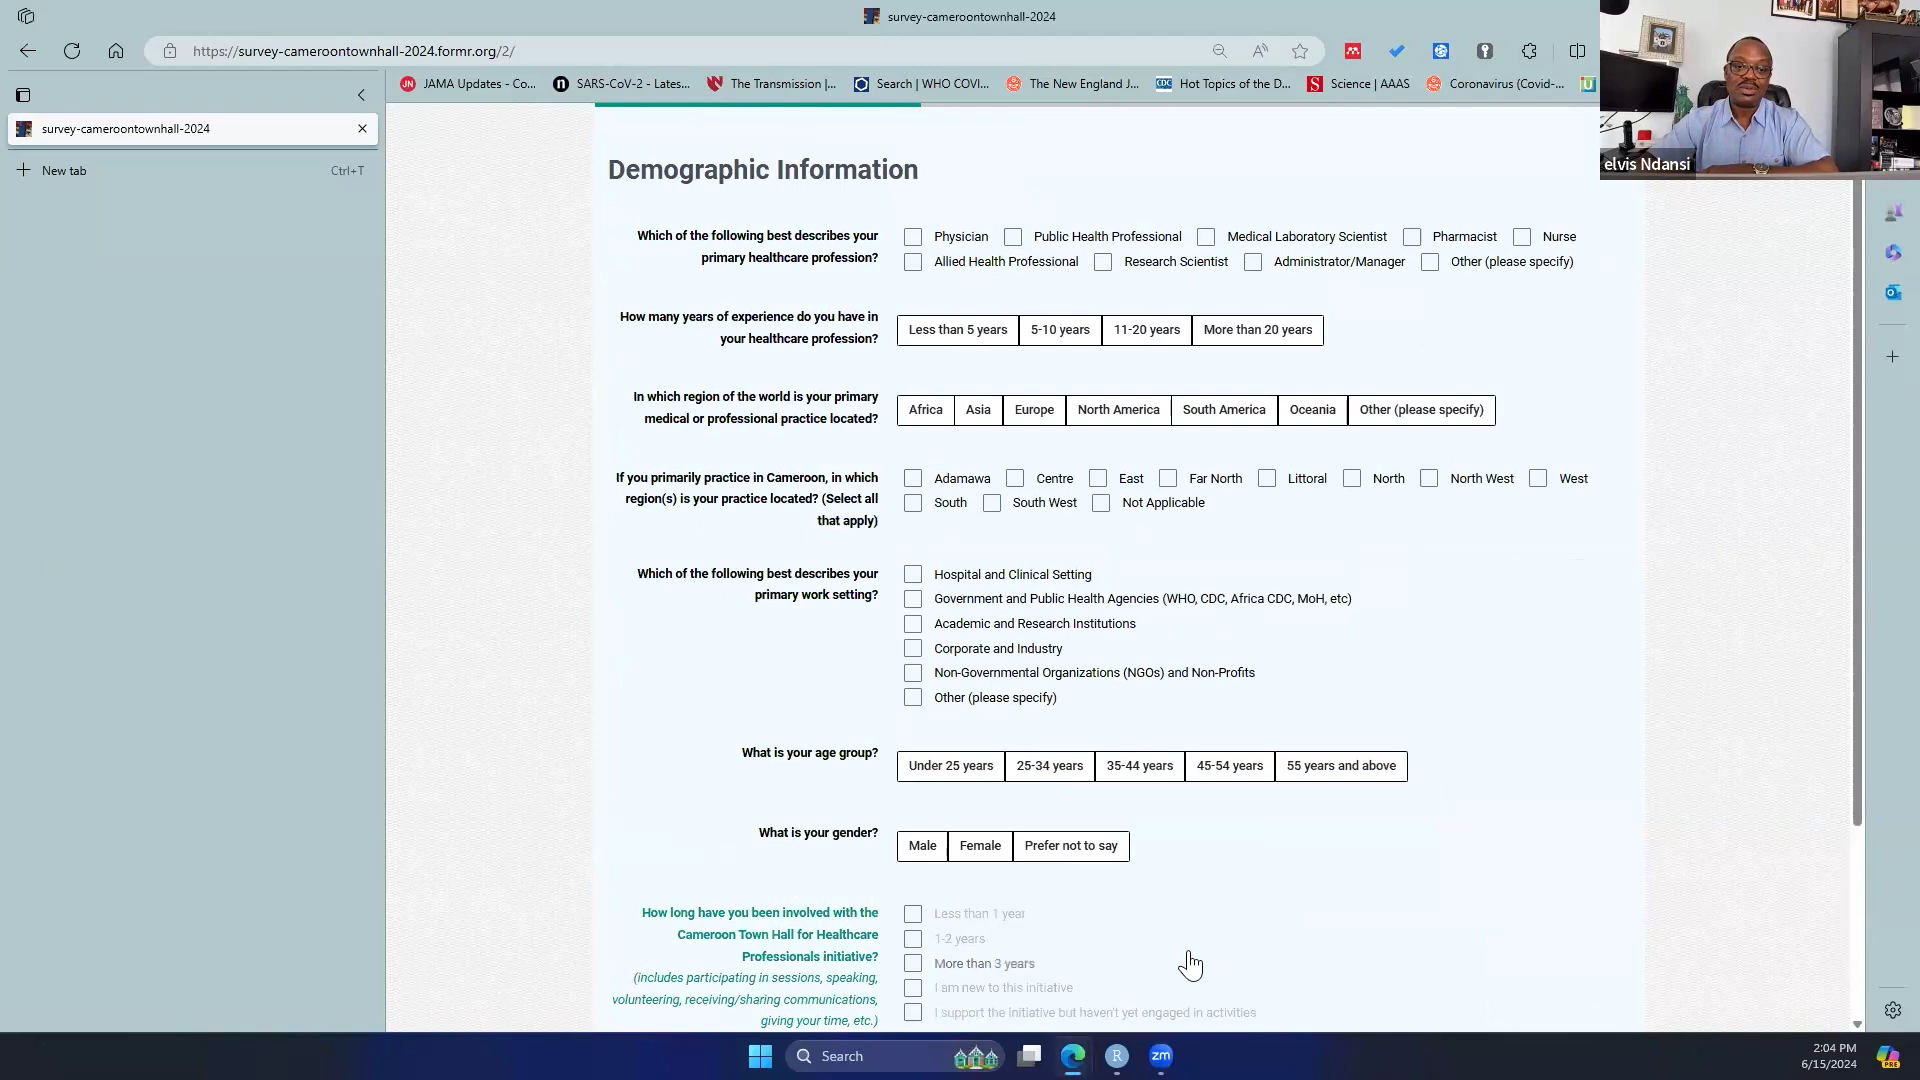 survey-cameroontownhall-2024
https://survey-cameroontownhall-2024.formr.org/2/
JAMA Updates - Co...
SARS-CoV-2 - Lates...
The Transmission |...
Search | WHO COVI...
The New England J...
Hot Topics of the D...
Science | AAAS
Coronavirus (Covid-...
survey-cameroontownhall-2024
New tab
Ctrl+T
elvis Ndansi
Demographic Information
Which of the following best describes your
primary healthcare profession?
Physician Public Health Professional Medical Laboratory Scientist Pharmacist Nurse
Allied Health Professional Research Scientist Administrator/Manager Other (please specify)
How many years of experience do you have in
your healthcare profession?
Less than 5 years 5-10 years 11-20 years More than 20 years
In which region of the world is your primary
medical or professional practice located?
Africa Asia Europe North America South America Oceania Other (please specify)
If you primarily practice in Cameroon, in which
region(s) is your practice located? (Select all
that apply)
Adamawa Centre East Far North Littoral North North West West
South South West Not Applicable
Which of the following best describes your
primary work setting?
Hospital and Clinical Setting
Government and Public Health Agencies (WHO, CDC, Africa CDC, MoH, etc)
Academic and Research Institutions
Corporate and Industry
Non-Governmental Organizations (NGOs) and Non-Profits
Other (please specify)
What is your age group?
Under 25 years 25-34 years 35-44 years 45-54 years 55 years and above
What is your gender?
Male Female Prefer not to say
How long have you been involved with the
Cameroon Town Hall for Healthcare
Professionals initiative?
(includes participating in sessions, speaking,
volunteering, receiving/sharing communications,
giving your time, etc.)
Less than 1 year
1-2 years
More than 3 years
I am new to this initiative
I support the initiative but haven't yet engaged in activities
Search
zm
2:04 PM
6/15/2024